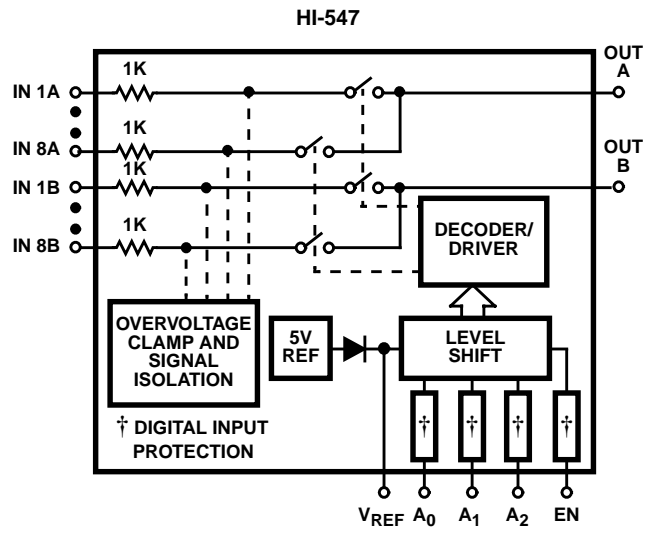 HI-547
OUT
A
1K
IN 1A
1K
IN 8A
OUT
B
1K
IN 1B
1K
IN 8B
DECODER/
DRIVER
OVERVOLTAGE
CLAMP AND
SIGNAL
ISOLATION
5V
REF
LEVEL
SHIFT
† † † †
† DIGITAL INPUT
PROTECTION
VREF A0 A1 A2 EN